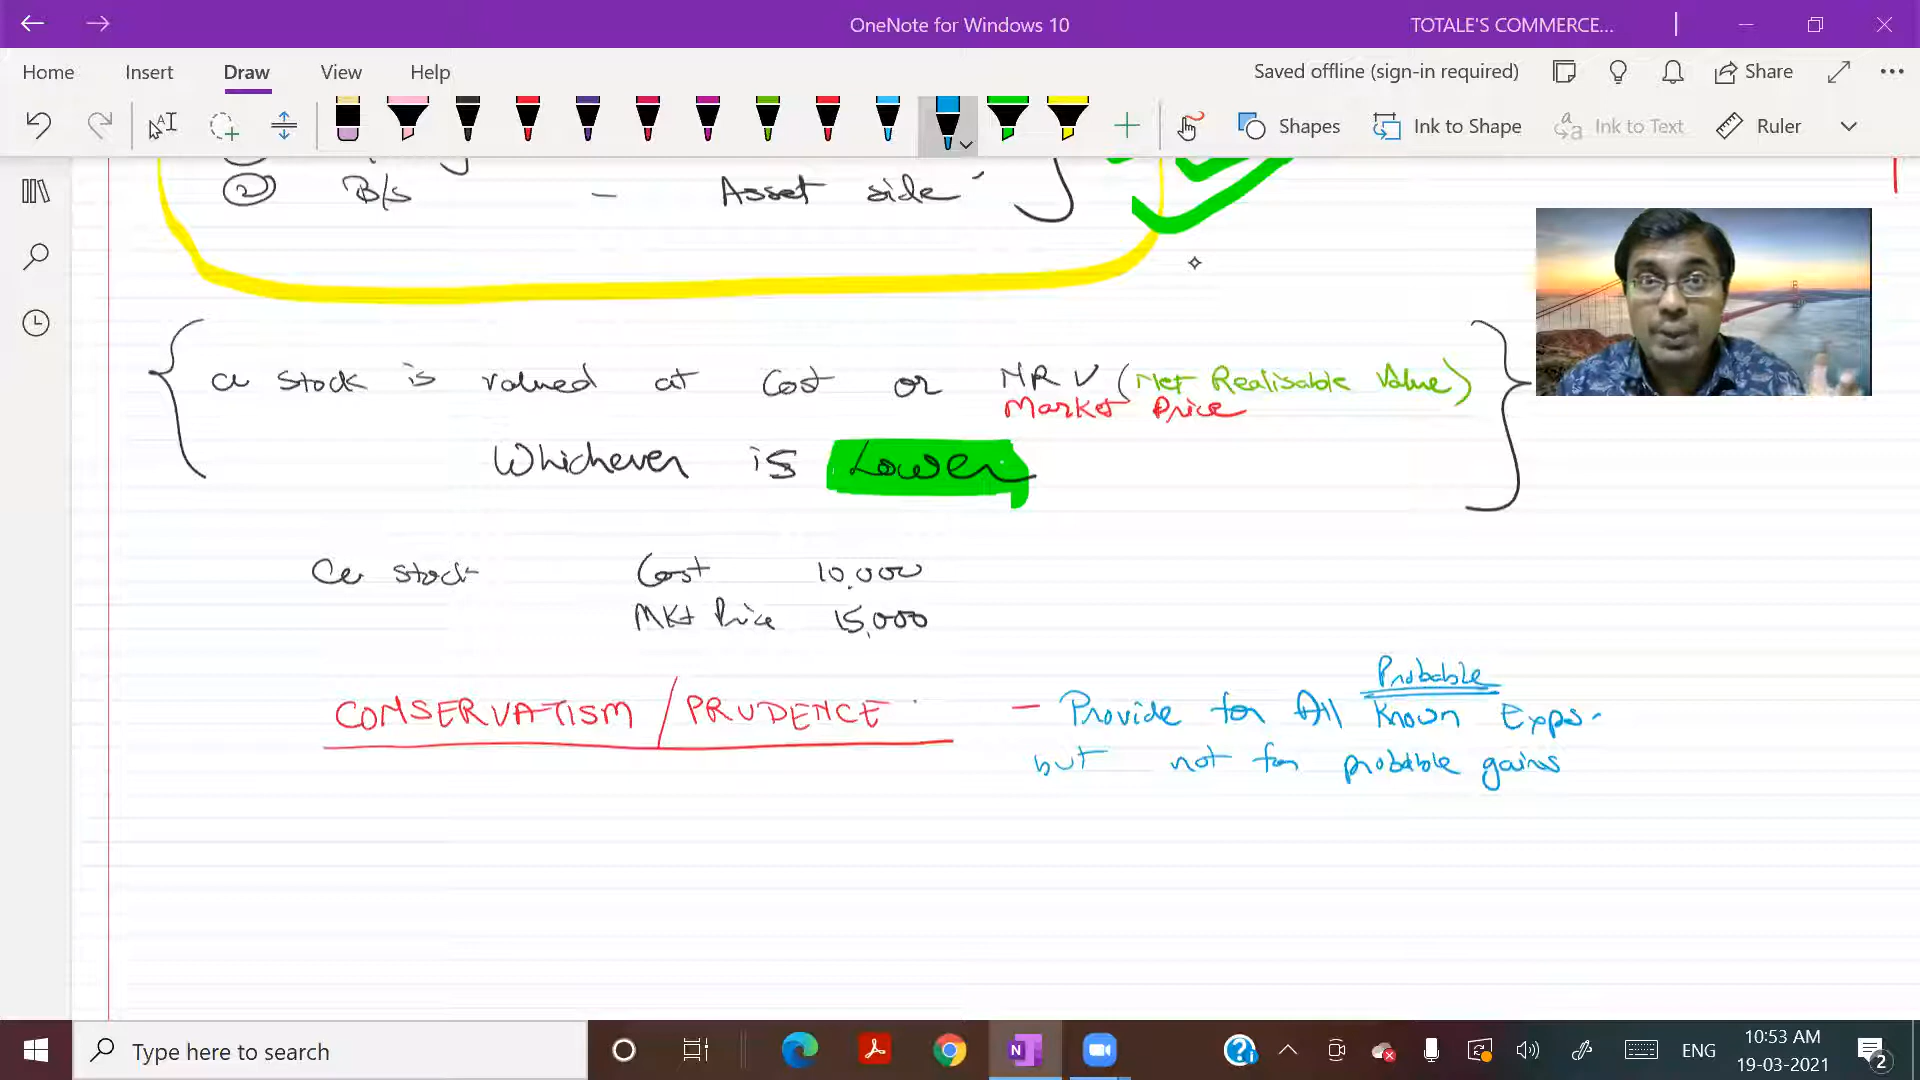 OneNote for Windows 10
TOTALE'S COMMERCE...
Home Insert Draw View Help
Saved offline (sign-in required) Share
Shapes Ink to Shape Ink to Text Ruler
② B/s - Asset side
Cl stock is valued at Cost or NRV (Net Realisable Value)
Market Price
Whichever is Lower
Cl stock Cost 10,000
Mkt Price 15,000
Probable
CONSERVATISM / PRUDENCE - Provide for All Known Exps.
but not for probable gains
Type here to search
ENG
10:53 AM
19-03-2021
2